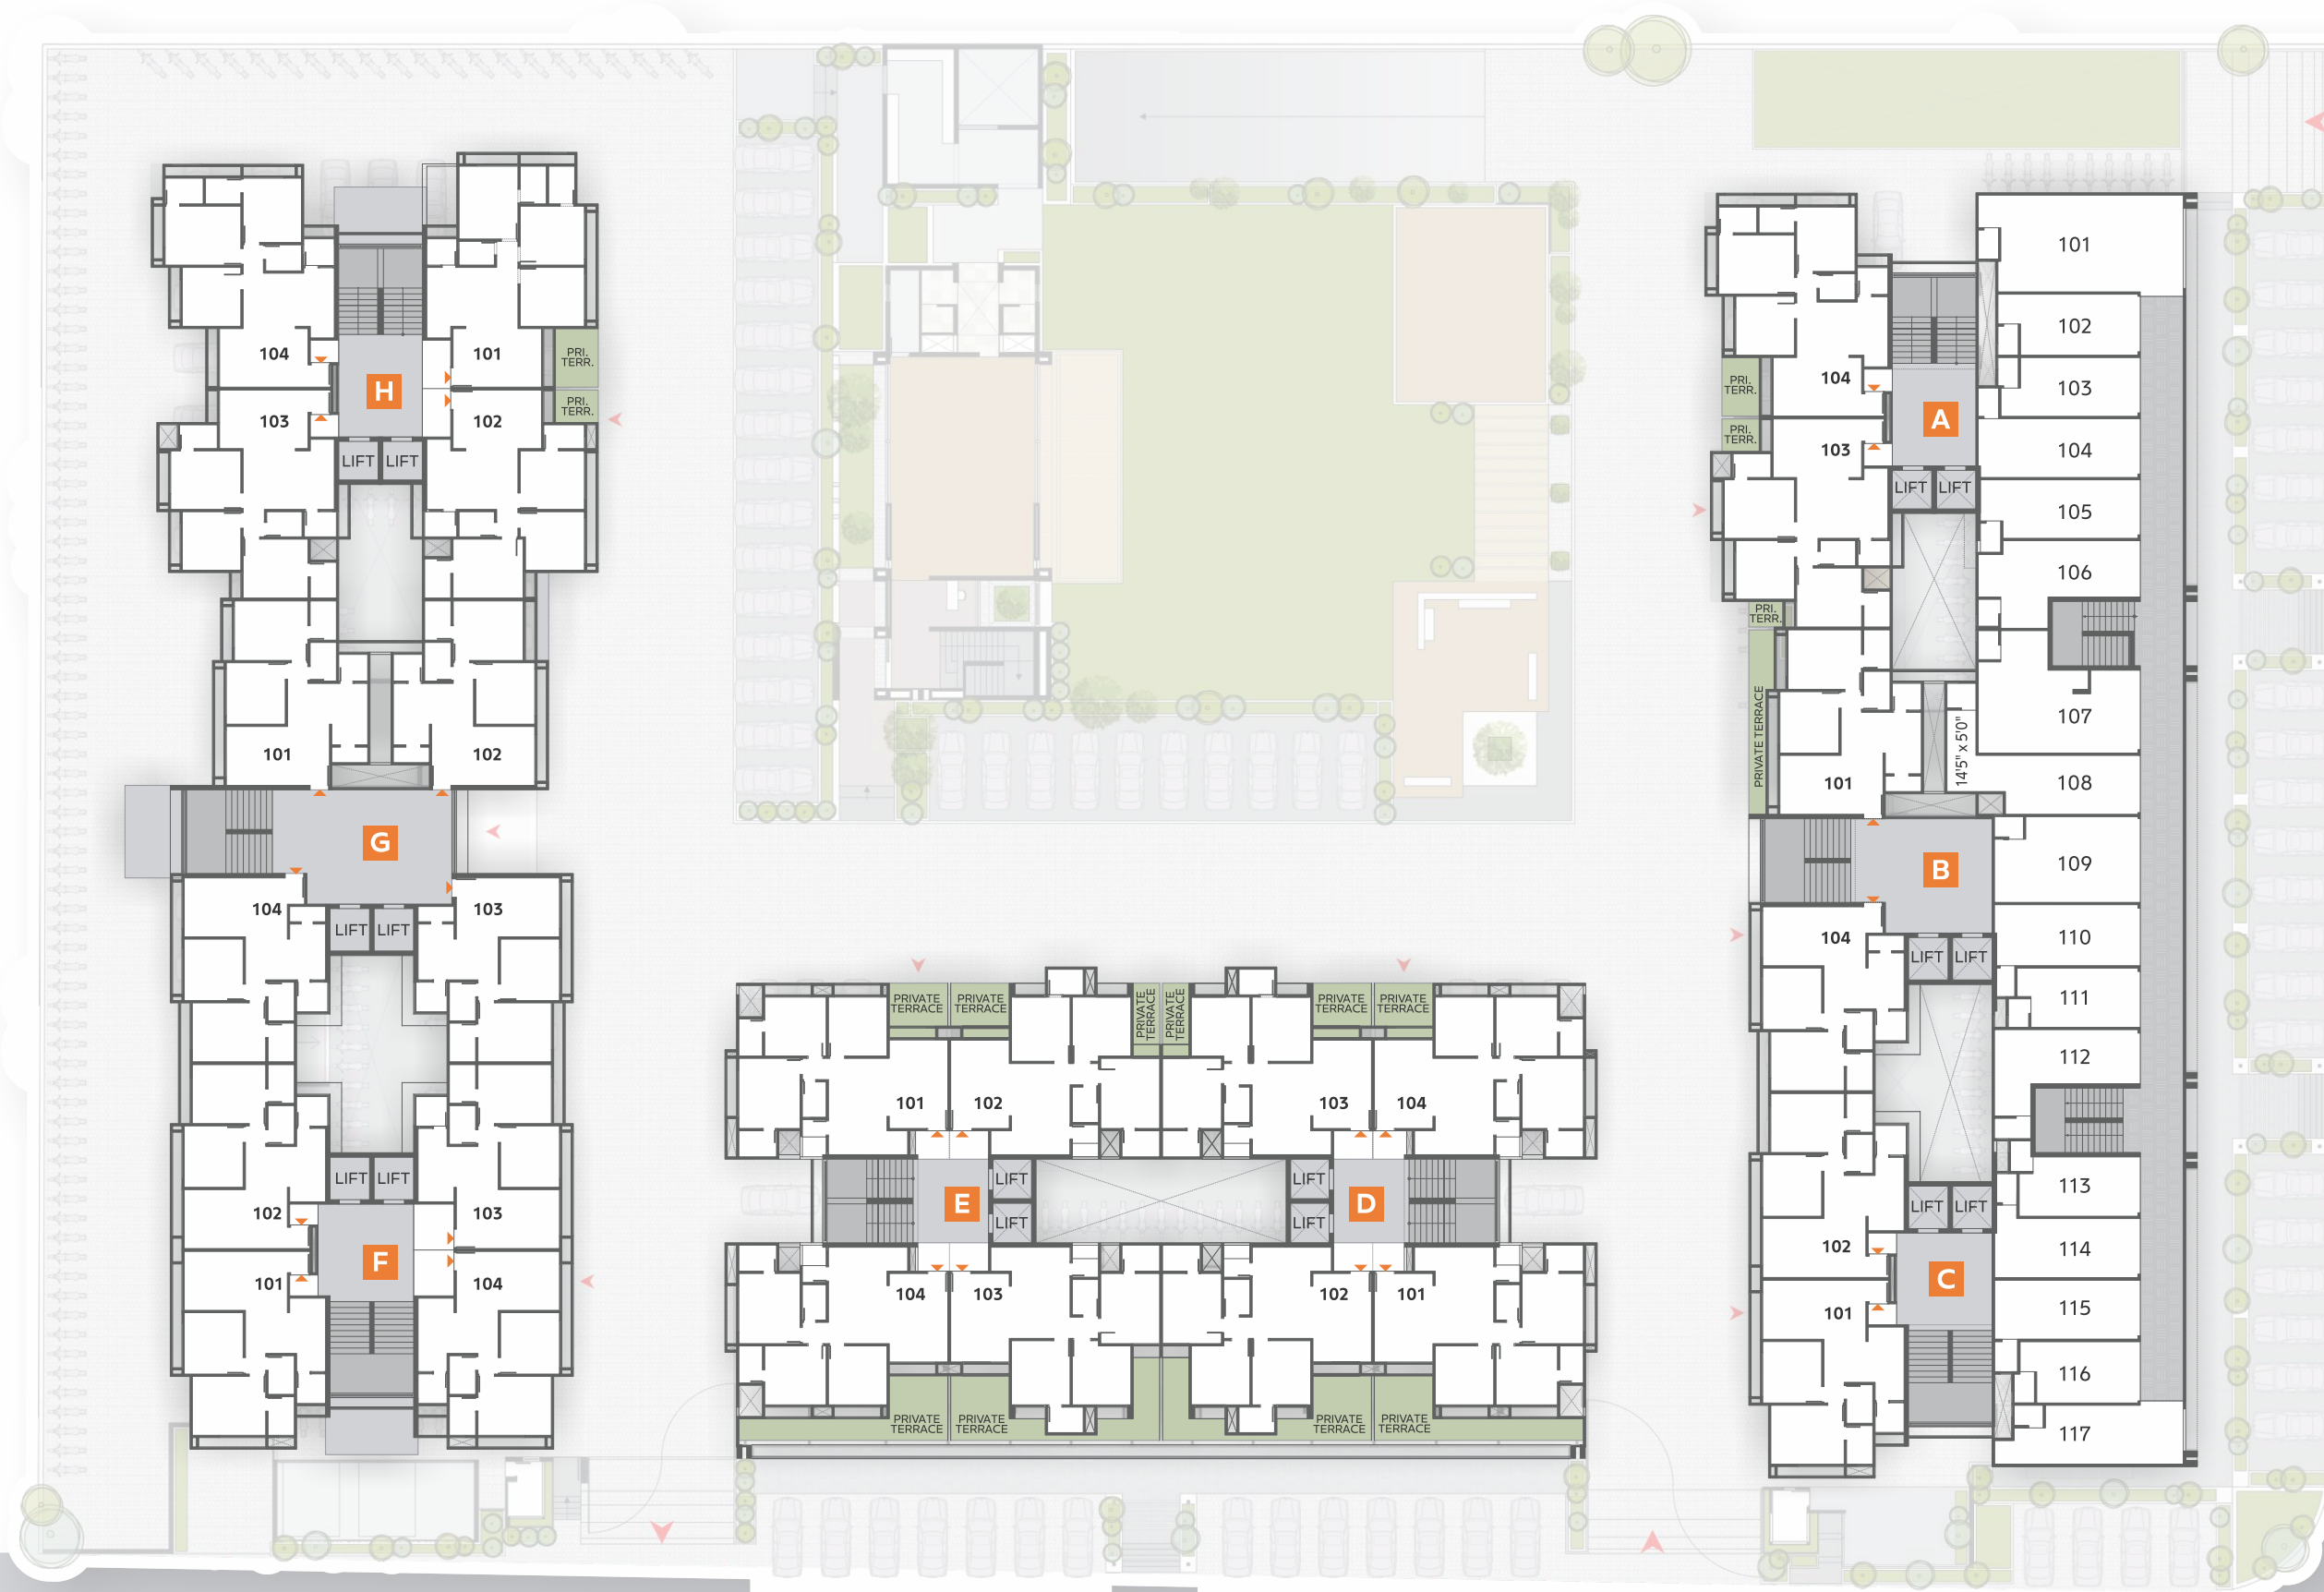 104
101
PRI.
TERR.
H
PRI.
TERR.
103
102
LIFT
LIFT
101
102
G
104
103
LIFT
LIFT
LIFT
LIFT
102
103
F
101
104
PRIVATE
TERRACE
PRIVATE
TERRACE
PRIVATE
TERRACE
PRIVATE
TERRACE
PRIVATE
TERRACE
PRIVATE
TERRACE
101
102
103
104
LIFT
LIFT
E
D
LIFT
LIFT
104
103
102
101
PRIVATE
TERRACE
PRIVATE
TERRACE
PRIVATE
TERRACE
PRIVATE
TERRACE
PRI.
TERR.
104
A
PRI.
TERR.
103
LIFT
LIFT
PRI.
TERR.
PRIVATE TERRACE
101
14'5" x 5'0"
B
104
LIFT
LIFT
LIFT
LIFT
102
C
101
101
102
103
104
105
106
107
108
109
110
111
112
113
114
115
116
117